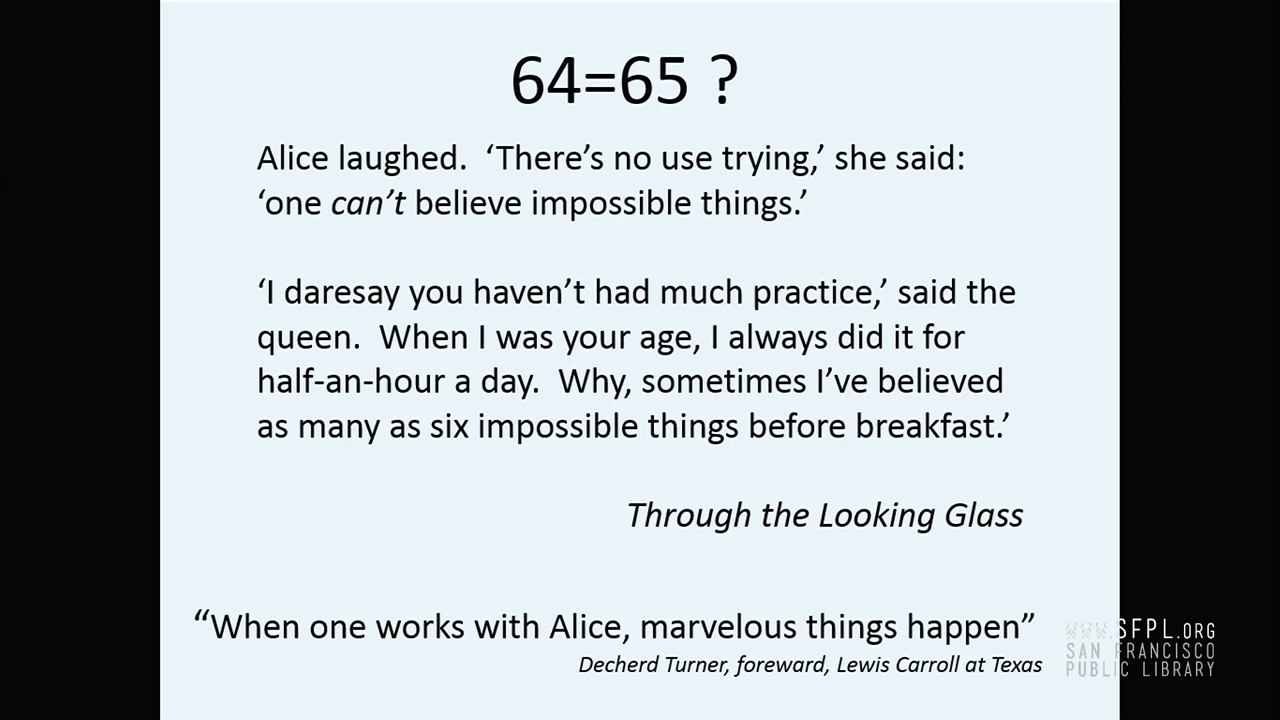 64=65 ?
Alice laughed.  ‘There’s no use trying,’ she said:
‘one can’t believe impossible things.’
‘I daresay you haven’t had much practice,’ said the
queen.  When I was your age, I always did it for
half-an-hour a day.  Why, sometimes I’ve believed
as many as six impossible things before breakfast.’
Through the Looking Glass
“When one works with Alice, marvelous things happen”
Decherd Turner, foreward, Lewis Carroll at Texas
WWW.SFPL.ORG
SAN FRANCISCO
PUBLIC LIBRARY